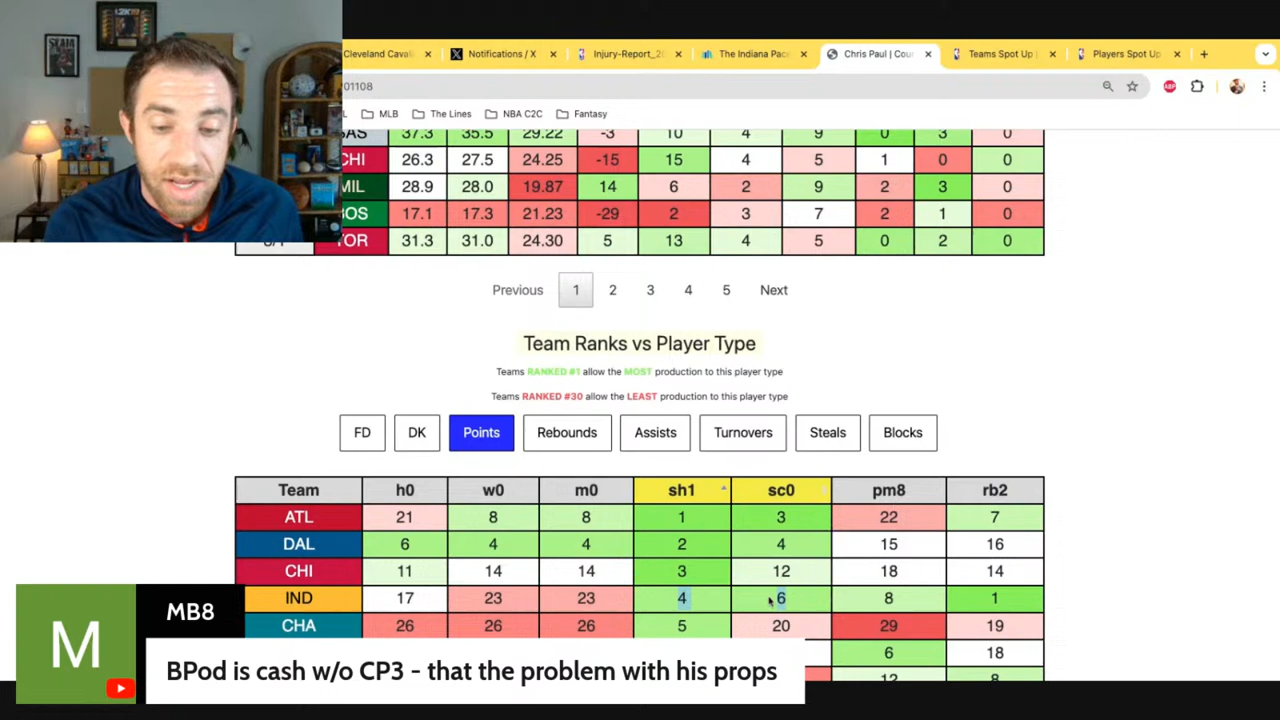 Cleveland Caval
Notifications / X
Injury-Report_20
The Indiana Pace
Chris Paul | Cou
Teams Spot Up |
Players Spot Up
01108
MLB
The Lines
NBA C2C
Fantasy
37.3 35.5 29.22 -3 10 4 9 0 3 0
CHI 26.3 27.5 24.25 -15 15 4 5 1 0 0
MIL 28.9 28.0 19.87 14 6 2 9 2 3 0
BOS 17.1 17.3 21.23 -29 2 3 7 2 1 0
TOR 31.3 31.0 24.30 5 13 4 5 0 2 0
Previous 1 2 3 4 5 Next
Team Ranks vs Player Type
Teams RANKED #1 allow the MOST production to this player type
Teams RANKED #30 allow the LEAST production to this player type
FD DK Points Rebounds Assists Turnovers Steals Blocks
Team h0 w0 m0 sh1 sc0 pm8 rb2
ATL 21 8 8 1 3 22 7
DAL 6 4 4 2 4 15 16
CHI 11 14 14 3 12 18 14
IND 17 23 23 4 6 8 1
CHA 26 26 26 5 20 29 19
6 18
M
MB8
BPod is cash w/o CP3 - that the problem with his props